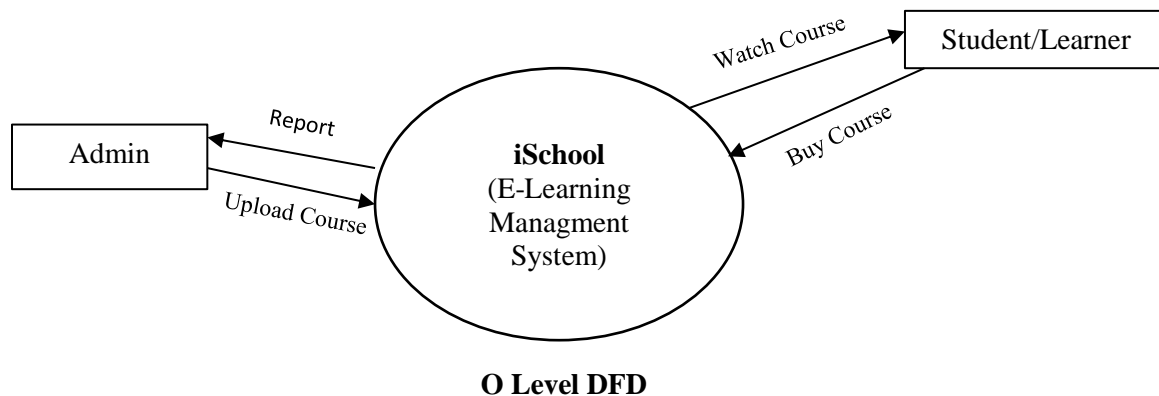 Watch Course
Student/Learner
Buy Course
Report
Admin
Upload Course
iSchool
(E-Learning
Managment
System)
O Level DFD